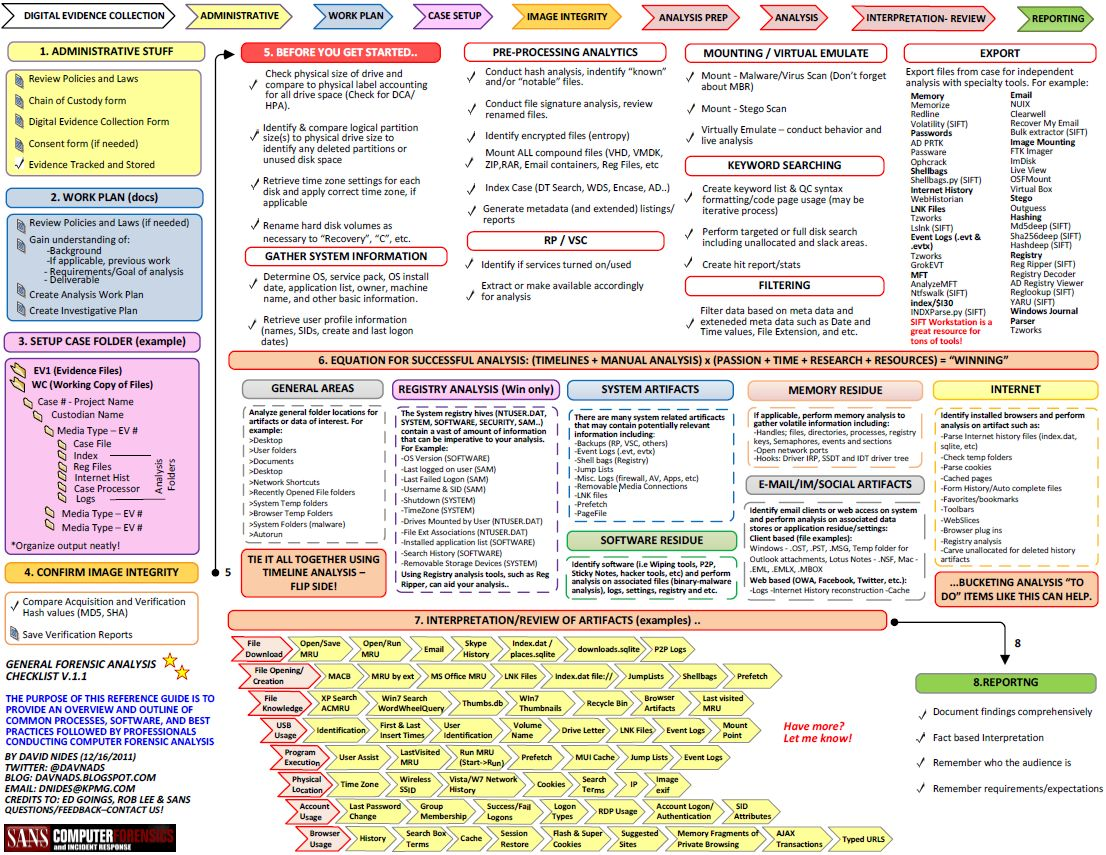 DIGITAL EVIDENCE COLLECTION
ADMINISTRATIVE
WORK PLAN
CASE SETUP
IMAGE INTEGRITY
ANALYSIS PREP
ANALYSIS
INTERPRETATION- REVIEW
REPORTING
1. ADMINISTRATIVE STUFF
Review Policies and Laws
Chain of Custody form
Digital Evidence Collection Form
Consent form (if needed)
Evidence Tracked and Stored
2. WORK PLAN (docs)
Review Policies and Laws (if needed)
Gain understanding of:
-Background
-If applicable, previous work
- Requirements/Goal of analysis
- Deliverable
Create Analysis Work Plan
Create Investigative Plan
3. SETUP CASE FOLDER (example)
EV1 (Evidence Files)
WC (Working Copy of Files)
Case # - Project Name
Custodian Name
Media Type – EV #
Case File
Index
Reg Files
Internet Hist
Case Processor
Logs
Analysis
Folders
Media Type – EV #
Media Type – EV #
*Organize output neatly!
4. CONFIRM IMAGE INTEGRITY
5
Compare Acquisition and Verification
Hash values (MD5, SHA)
Save Verification Reports
GENERAL FORENSIC ANALYSIS
CHECKLIST V.1.1
THE PURPOSE OF THIS REFERENCE GUIDE IS TO
PROVIDE AN OVERVIEW AND OUTLINE OF
COMMON PROCESSES, SOFTWARE, AND BEST
PRACTICES FOLLOWED BY PROFESSIONALS
CONDUCTING COMPUTER FORENSIC ANALYSIS
BY DAVID NIDES (12/16/2011)
TWITTER: @DAVNADS
BLOG: DAVNADS.BLOGSPOT.COM
EMAIL: DNIDES@KPMG.COM
CREDITS TO: ED GOINGS, ROB LEE & SANS
QUESTIONS/FEEDBACK–CONTACT US!
SANS COMPUTER FORENSICS
and INCIDENT RESPONSE
5. BEFORE YOU GET STARTED..
Check physical size of drive and
compare to physical label accounting
for all drive space (Check for DCA/
HPA).
Identify & compare logical partition
size(s) to physical drive size to
identify any deleted partitions or
unused disk space
Retrieve time zone settings for each
disk and apply correct time zone, if
applicable
Rename hard disk volumes as
necessary to “Recovery”, “C”, etc.
GATHER SYSTEM INFORMATION
Determine OS, service pack, OS install
date, application list, owner, machine
name, and other basic information.
Retrieve user profile information
(names, SIDs, create and last logon
dates)
PRE-PROCESSING ANALYTICS
Conduct hash analysis, indentify “known”
and/or “notable” files.
Conduct file signature analysis, review
renamed files.
Identify encrypted files (entropy)
Mount ALL compound files (VHD, VMDK,
ZIP,RAR, Email containers, Reg Files, etc
Index Case (DT Search, WDS, Encase, AD..)
Generate metadata (and extended) listings/
reports
RP / VSC
Identify if services turned on/used
Extract or make available accordingly
for analysis
MOUNTING / VIRTUAL EMULATE
Mount - Malware/Virus Scan (Don’t forget
about MBR)
Mount - Stego Scan
Virtually Emulate – conduct behavior and
live analysis
KEYWORD SEARCHING
Create keyword list & QC syntax
formatting/code page usage (may be
iterative process)
Perform targeted or full disk search
including unallocated and slack areas.
Create hit report/stats
FILTERING
Filter data based on meta data and
exteneded meta data such as Date and
Time values, File Extension, and etc.
EXPORT
Export files from case for independent
analysis with specialty tools. For example:
Memory
Memorize
Redline
Volatility (SIFT)
Passwords
AD PRTK
Passware
Ophcrack
Shellbags
Shellbags.py (SIFT)
Internet History
WebHistorian
LNK Files
Tzworks
Lslnk (SIFT)
Event Logs (.evt &
.evtx)
Tzworks
GrokEVT
MFT
AnalyzeMFT
Ntfswalk (SIFT)
index/$I30
INDXParse.py (SIFT)
SIFT Workstation is a
great resource for
tons of tools!
Email
NUIX
Clearwell
Recover My Email
Bulk extractor (SIFT)
Image Mounting
FTK Imager
ImDisk
Live View
OSFMount
Virtual Box
Stego
Outguess
Hashing
Md5deep (SIFT)
Sha256deep (SIFT)
Hashdeep (SIFT)
Registry
Reg Ripper (SIFT)
Registry Decoder
AD Registry Viewer
Reglookup (SIFT)
YARU (SIFT)
Windows Journal
Parser
Tzworks
6. EQUATION FOR SUCCESSFUL ANALYSIS: (TIMELINES + MANUAL ANALYSIS) x (PASSION + TIME + RESEARCH + RESOURCES) = “WINNING”
GENERAL AREAS
Analyze general folder locations for
artifacts or data of interest. For
example:
>Desktop
>User folders
>Documents
>Desktop
>Network Shortcuts
>Recently Opened File folders
>System Temp folders
>Browser Temp Folders
>System Folders (malware)
>Autorun
TIE IT ALL TOGETHER USING
TIMELINE ANALYSIS –
FLIP SIDE!
REGISTRY ANALYSIS (Win only)
The System registry hives (NTUSER.DAT,
SYSTEM, SOFTWARE, SECURITY, SAM..)
contain a vast of amount of information
that can be imperative to your analysis.
For Example:
-OS Version (SOFTWARE)
-Last logged on user (SAM)
-Last Failed Logon (SAM)
-Username & SID (SAM)
-Shutdown (SYSTEM)
-TimeZone (SYSTEM)
-Drives Mounted by User (NTUSER.DAT)
-File Ext Associations (NTUSER.DAT)
-Installed application list (SOFTWARE)
-Search History (SOFTWARE)
-Removable Storage Devices (SYSTEM)
Using Registry analysis tools, such as Reg
Ripper, can aid your analysis..
SYSTEM ARTIFACTS
There are many system related artifacts
that may contain potentially relevant
information including:
-Backups (RP, VSC, others)
-Event Logs (.evt, evtx)
-Shell bags (Registry)
-Jump Lists
-Misc. Logs (firewall, AV, Apps, etc)
-Removable Media Connections
-LNK files
-Prefetch
-PageFile
SOFTWARE RESIDUE
Identify software (i.e Wiping tools, P2P,
Sticky Notes, hacker tools, etc) and perform
analysis on associated files (binary-malware
analysis), logs, settings, registry and etc.
MEMORY RESIDUE
If applicable, perform memory analysis to
gather volatile information including:
-Handles; files, directories, processes, registry
keys, Semaphores, events and sections
-Open network ports
-Hooks: Driver IRP, SSDT and IDT driver tree
E-MAIL/IM/SOCIAL ARTIFACTS
Identify email clients or web access on system
and perform analysis on associated data
stores or application residue/settings:
Client based (file examples):
Windows - .OST, .PST, .MSG, Temp folder for
Outlook attachments, Lotus Notes - .NSF, Mac -
.EML, .EMLX, .MBOX
Web based (OWA, Facebook, Twitter, etc.):
-Logs -Internet History reconstruction -Cache
INTERNET
Identify installed browsers and perform
analysis on artifact such as:
-Parse Internet history files (index.dat,
sqlite, etc)
-Check temp folders
-Parse cookies
-Cached pages
-Form History/Auto complete files
-Favorites/bookmarks
-Toolbars
-WebSlices
-Browser plug ins
-Registry analysis
-Carve unallocated for deleted history
artifacts
...BUCKETING ANALYSIS “TO
DO” ITEMS LIKE THIS CAN HELP.
7. INTERPRETATION/REVIEW OF ARTIFACTS (examples) ..
File
Download
Open/Save
MRU
Open/Run
MRU
Email
Skype
History
Index.dat /
places.sqlite
downloads.sqlite
P2P Logs
File Opening/
Creation
MACB
MRU by ext
MS Office MRU
LNK Files
Index.dat file://
JumpLists
Shellbags
Prefetch
File
Knowledge
XP Search
ACMRU
Win7 Search
WordWheelQuery
Thumbs.db
WIn7
Thumbnails
Recycle Bin
Browser
Artifacts
Last visited
MRU
USB
Usage
Identification
First & Last
Insert Times
User
Identification
Volume
Name
Drive Letter
LNK Files
Event Logs
Mount
Point
Program
Execution
User Assist
LastVisited
MRU
Run MRU
(Start->Run)
Prefetch
MUI Cache
Jump Lists
Event Logs
Physical
Location
Time Zone
Wireless
SSID
Vista/W7 Network
History
Cookies
Search
Terms
IP
Image
exif
Account
Usage
Last Password
Change
Group
Membership
Success/Fail
Logons
Logon
Types
RDP Usage
Account Logon/
Authentication
SID
Attributes
Browser
Usage
History
Search Box
Terms
Cache
Session
Restore
Flash & Super
Cookies
Suggested
Sites
Memory Fragments of
Private Browsing
AJAX
Transactions
Typed URLS
Have more?
Let me know!
8
8.REPORTNG
Document findings comprehensively
Fact based Interpretation
Remember who the audience is
Remember requirements/expectations